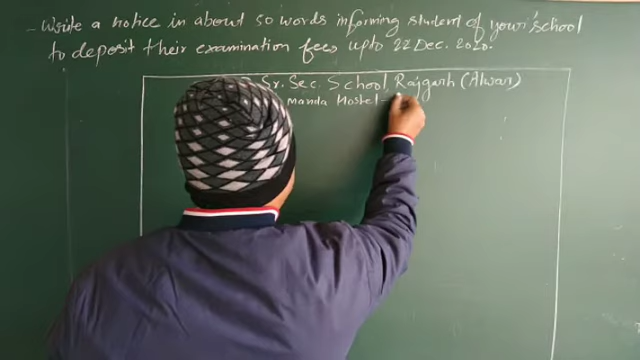 - Write a notice in about 50 words informing student of your school
to deposit their examination fees upto 22 Dec. 2020.
Sr. Sec. School, Rajgarh (Alwar)
Hostel -